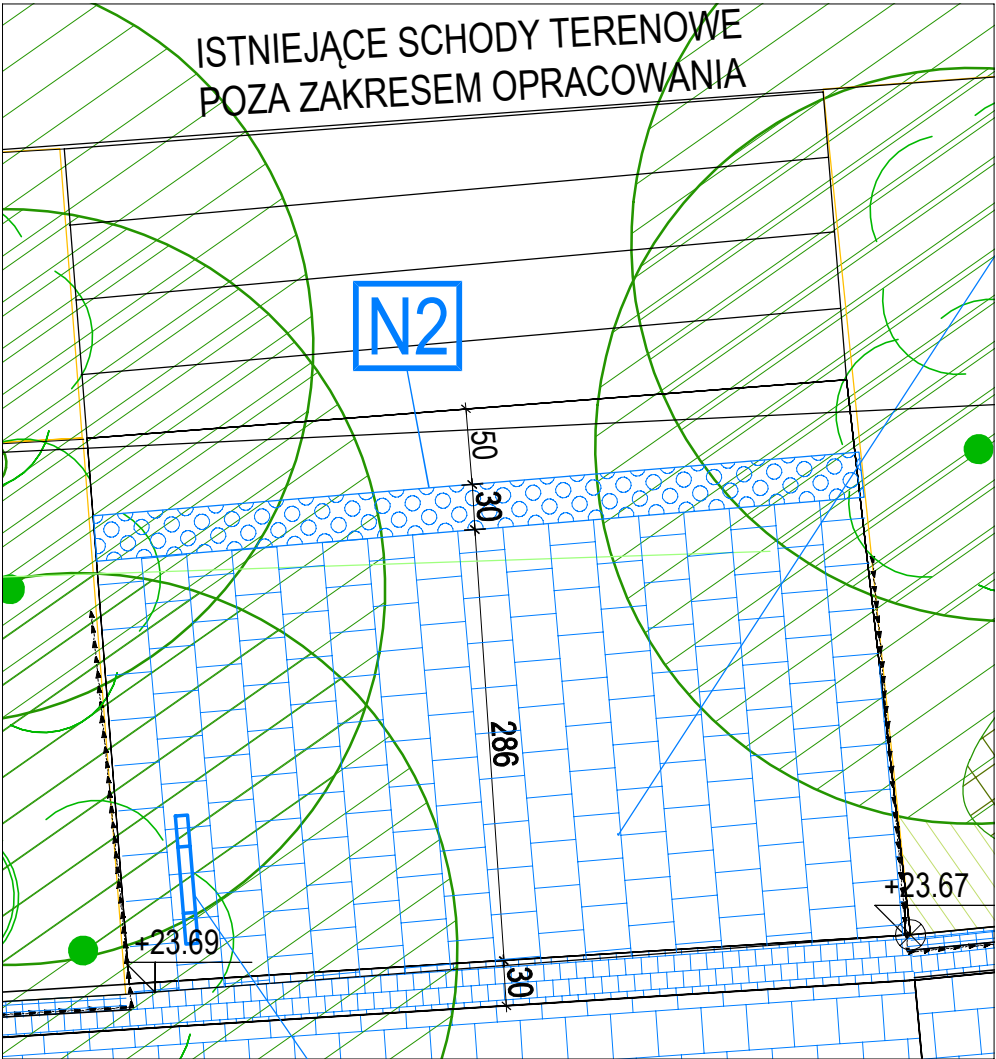 ISTNIEJĄCE SCHODY TERENOWE
POZA ZAKRESEM OPRACOWANIA
N2
50
30
286
+23.67
+23.69
30